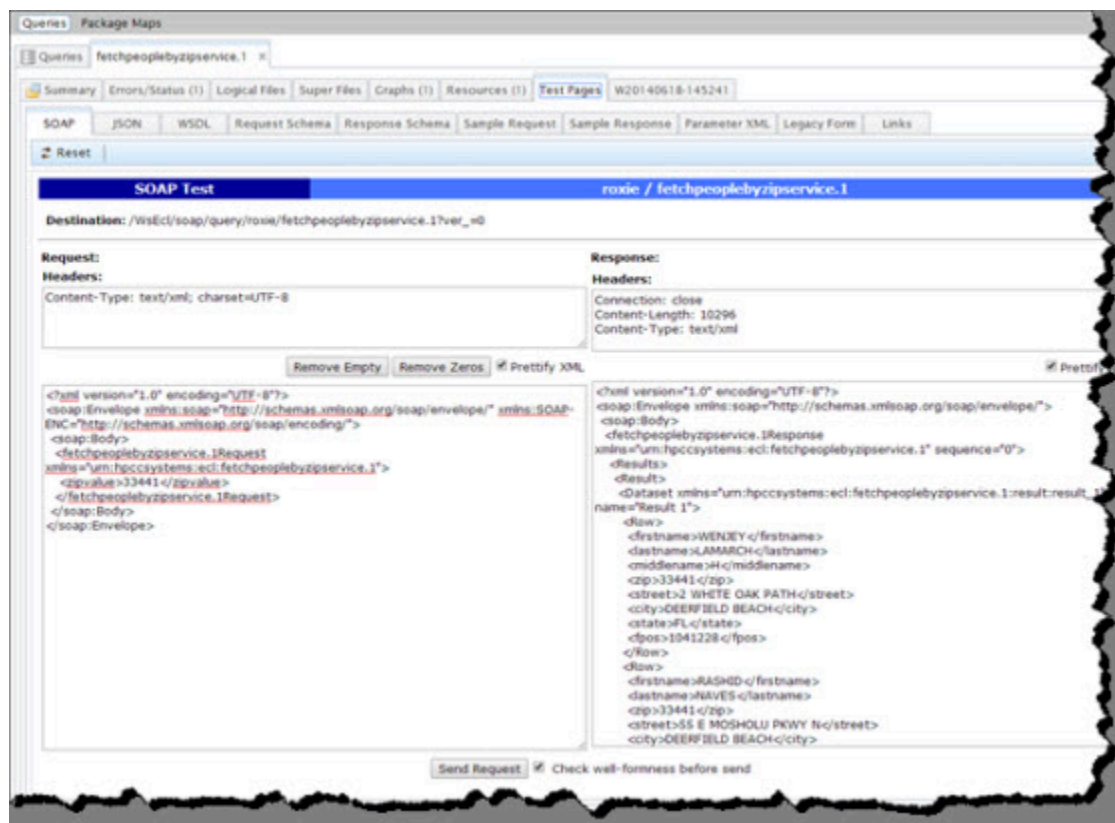 Queries Package Maps
Queries fetchpeoplebyzipservice.1 ×
Summary Errors/Status (1) Logical Files Super Files Graphs (1) Resources (1) Test Pages W20140618-145241
SOAP JSON WSDL Request Schema Response Schema Sample Request Sample Response Parameter XML Legacy Form Links
Reset
SOAP Test roxie / fetchpeoplebyzipservice.1
Destination: /WsEcl/soap/query/roxie/fetchpeoplebyzipservice.1?ver_=0
Request:
Headers:
Content-Type: text/xml; charset=UTF-8
Remove Empty Remove Zeros Prettify XML
<?xml version="1.0" encoding="UTF-8"?>
<soap:Envelope xmlns:soap="http://schemas.xmlsoap.org/soap/envelope/" xmlns:SOAP-
ENC="http://schemas.xmlsoap.org/soap/encoding/">
<soap:Body>
<fetchpeoplebyzipservice.1Request
xmlns="urn:hpccsystems:ecl:fetchpeoplebyzipservice.1">
<zipvalue>33441</zipvalue>
</fetchpeoplebyzipservice.1Request>
</soap:Body>
</soap:Envelope>
Response:
Headers:
Connection: close
Content-Length: 10296
Content-Type: text/xml
Prettify
<?xml version="1.0" encoding="UTF-8"?>
<soap:Envelope xmlns:soap="http://schemas.xmlsoap.org/soap/envelope/">
<soap:Body>
<fetchpeoplebyzipservice.1Response
xmlns="urn:hpccsystems:ecl:fetchpeoplebyzipservice.1" sequence="0">
<Results>
<Result>
<Dataset xmlns="urn:hpccsystems:ecl:fetchpeoplebyzipservice.1:result:result_1"
name="Result 1">
<Row>
<firstname>WENJEY</firstname>
<lastname>LAMARCH</lastname>
<middlename>H</middlename>
<zip>33441</zip>
<street>2 WHITE OAK PATH</street>
<city>DEERFIELD BEACH</city>
<state>FL</state>
<fpos>1041228</fpos>
</Row>
<Row>
<firstname>RASHID</firstname>
<lastname>NAVES</lastname>
<zip>33441</zip>
<street>55 E MOSHOLU PKWY N</street>
<city>DEERFIELD BEACH</city>
Send Request Check well-formness before send